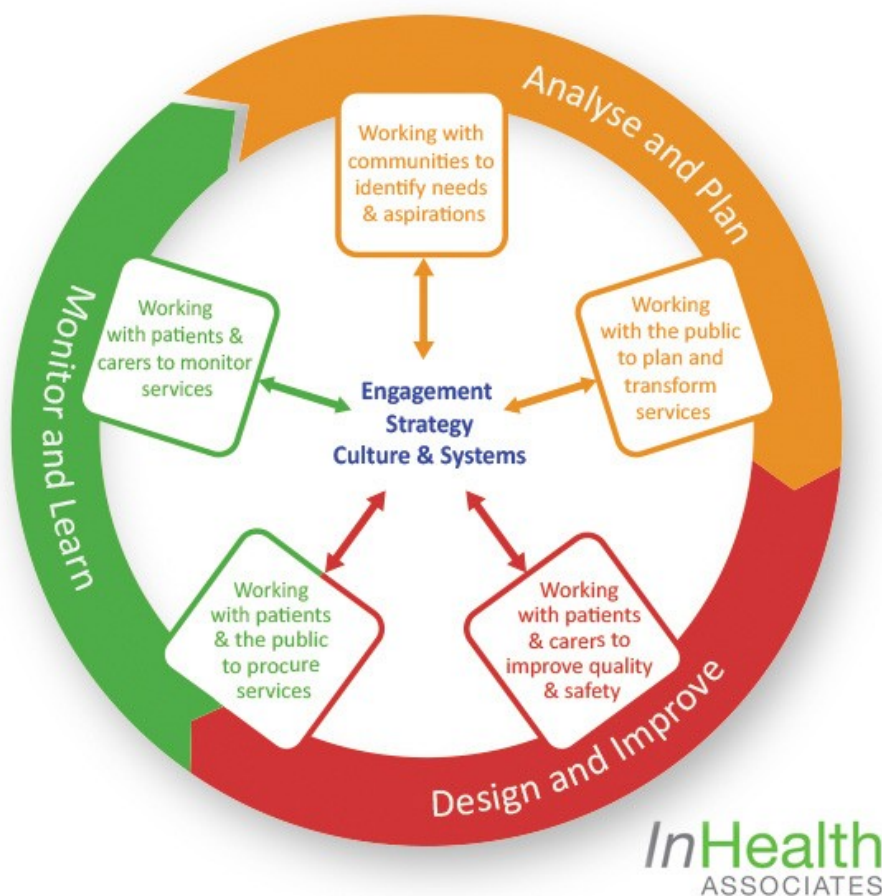 Analyse and Plan
Working with
communities to
identify needs
& aspirations
Working
with the public
to plan and
transform
services
Design and Improve
Working
with patients
& carers to
improve quality
& safety
Working
with patients
& the public
to procure
services
Monitor and Learn
Working
with patients &
carers to monitor
services
Engagement
Strategy
Culture & Systems
InHealth
ASSOCIATES